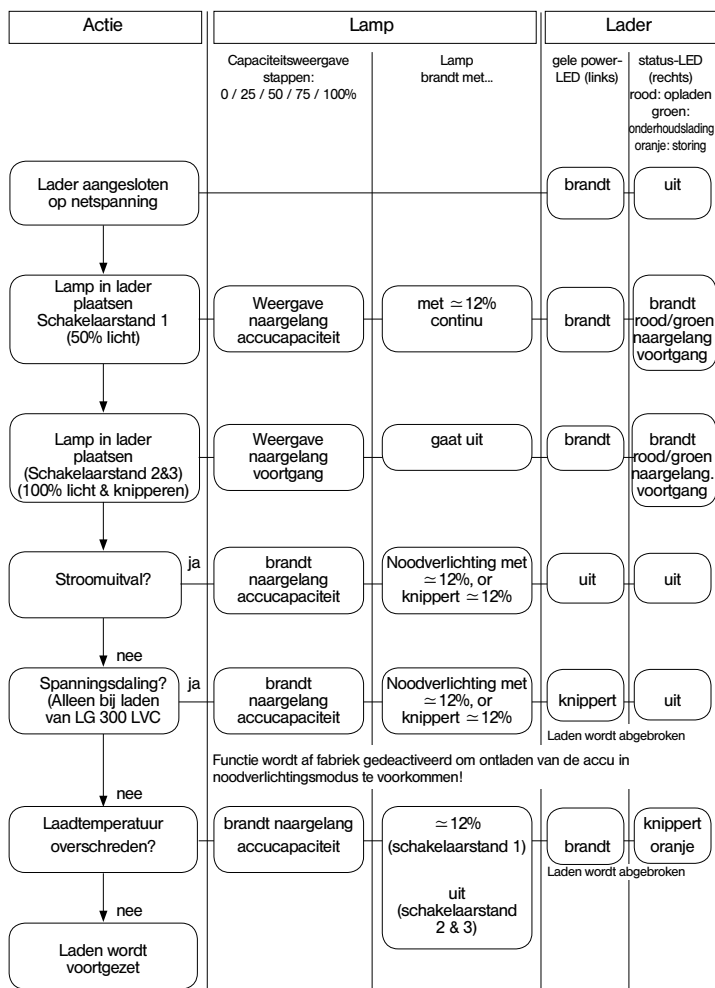 Actie
Lamp
Lader
Capaciteitsweergave
stappen:
0 / 25 / 50 / 75 / 100%
Lamp
brandt met...
gele power-
LED (links)
status-LED
(rechts)
rood: opladen
groen:
onderhoudslading
oranje: storing
Lader aangesloten
op netspanning
brandt
uit
Lamp in lader
plaatsen
Schakelaarstand 1
(50% licht)
Weergave
naargelang
accucapaciteit
met ≃ 12%
continu
brandt
brandt
rood/groen
naargelang
voortgang
Lamp in lader
plaatsen
(Schakelaarstand 2&3)
(100% licht & knipperen)
Weergave
naargelang
voortgang
gaat uit
brandt
brandt
rood/groen
naargelang.
voortgang
Stroomuitval?
ja
brandt
naargelang
accucapaciteit
Noodverlichting met
≃ 12%, or
knippert ≃ 12%
uit
uit
nee
Spanningsdaling?
(Alleen bij laden
van LG 300 LVC
ja
brandt
naargelang
accucapaciteit
Noodverlichting met
≃ 12%, or
knippert ≃ 12%
knippert
uit
Laden wordt afgebroken
Functie wordt af fabriek gedeactiveerd om ontladen van de accu in
noodverlichtingsmodus te voorkommen!
nee
Laadtemperatuur
overschreden?
brandt naargelang
accucapaciteit
≃ 12%
(schakelaarstand 1)
uit
(schakelaarstand
2 & 3)
brandt
knippert
oranje
Laden wordt afgebroken
nee
Laden wordt
voortgezet